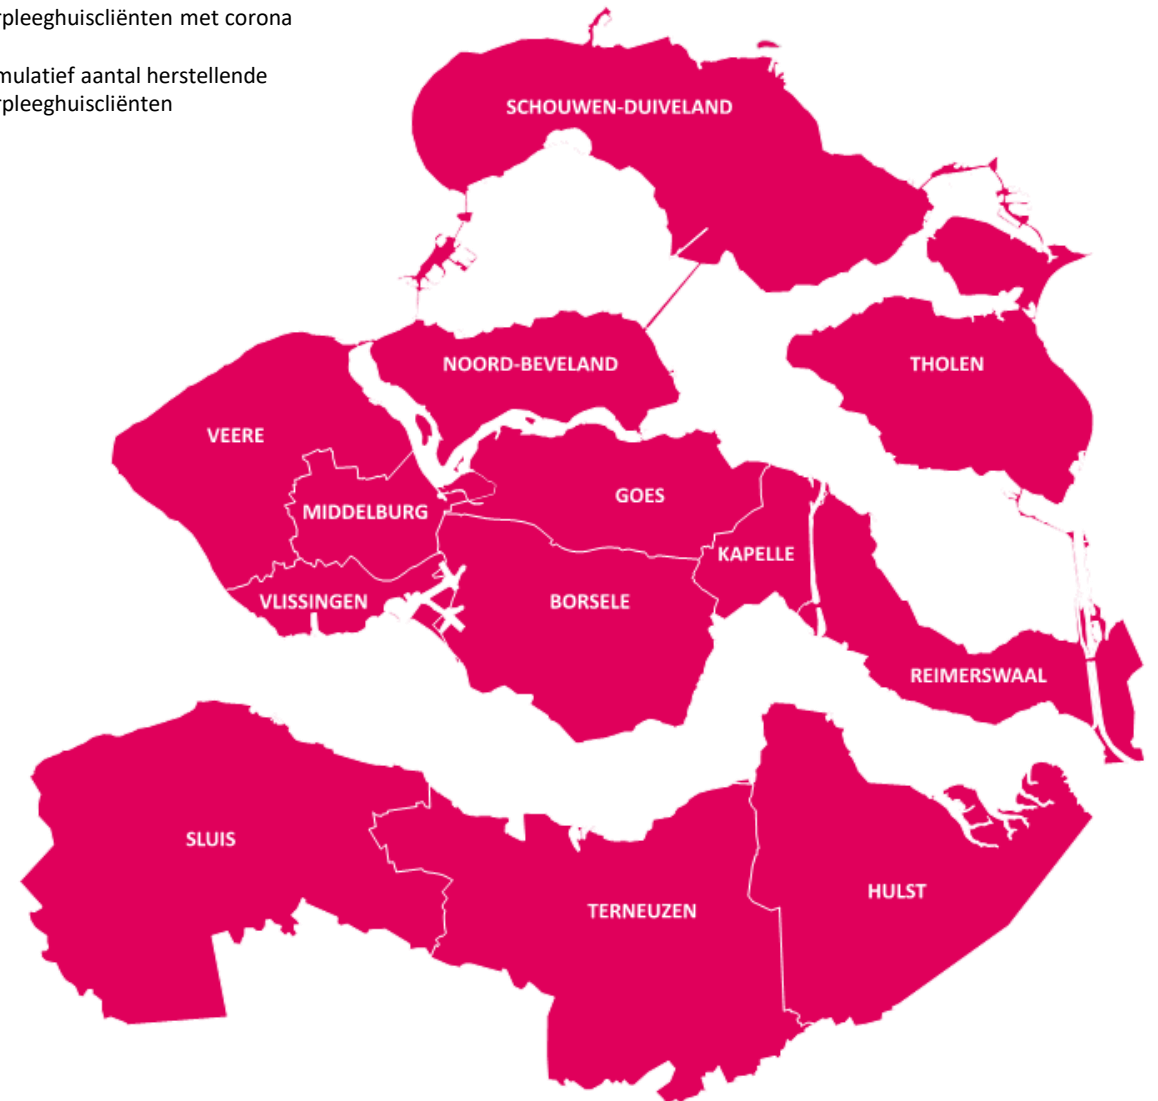 rpleeghuiscliënten met corona
mulatief aantal herstellende
rpleeghuiscliënten
SCHOUWEN-DUIVELAND
NOORD-BEVELAND
THOLEN
VEERE
GOES
MIDDELBURG
KAPELLE
VLISSINGEN
BORSELE
REIMERSWAAL
SLUIS
HULST
TERNEUZEN